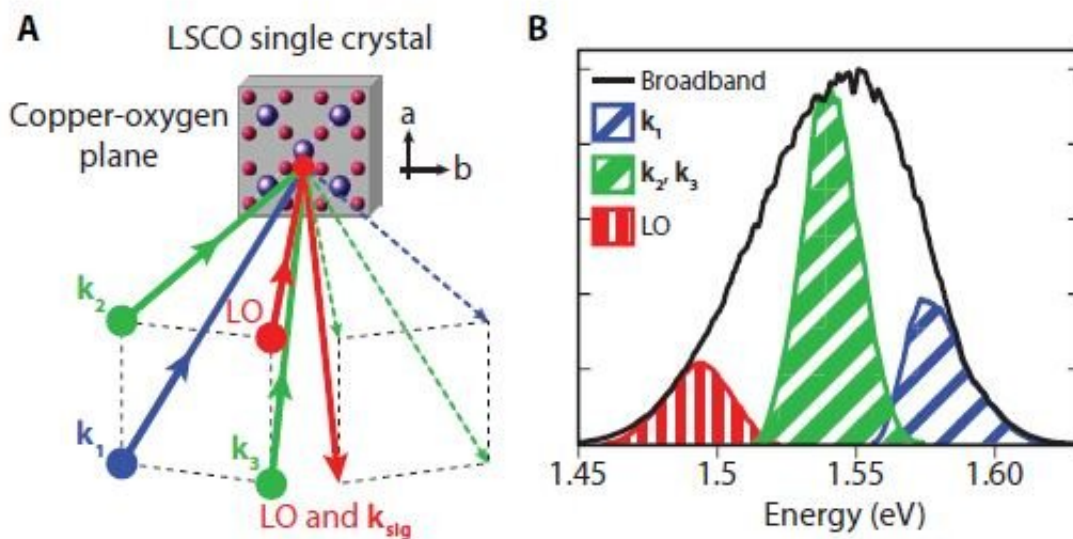 A
LSCO single crystal
Copper-oxygen
plane
a
b
k₂
LO
k₁
k₃
LO and k_sig
B
Broadband
k₁
k₂, k₃
LO
1.45
1.5
1.55
1.60
Energy (eV)